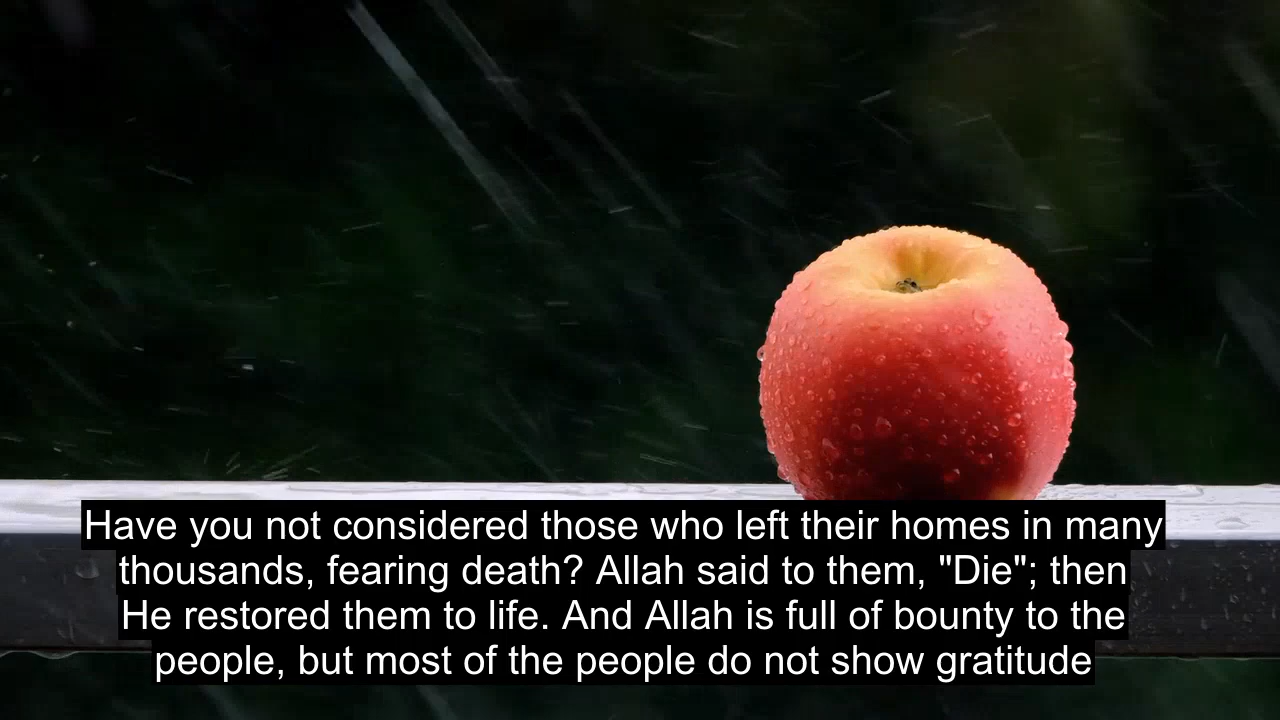 Have you not considered those who left their homes in many
thousands, fearing death? Allah said to them, "Die"; then
He restored them to life. And Allah is full of bounty to the
people, but most of the people do not show gratitude